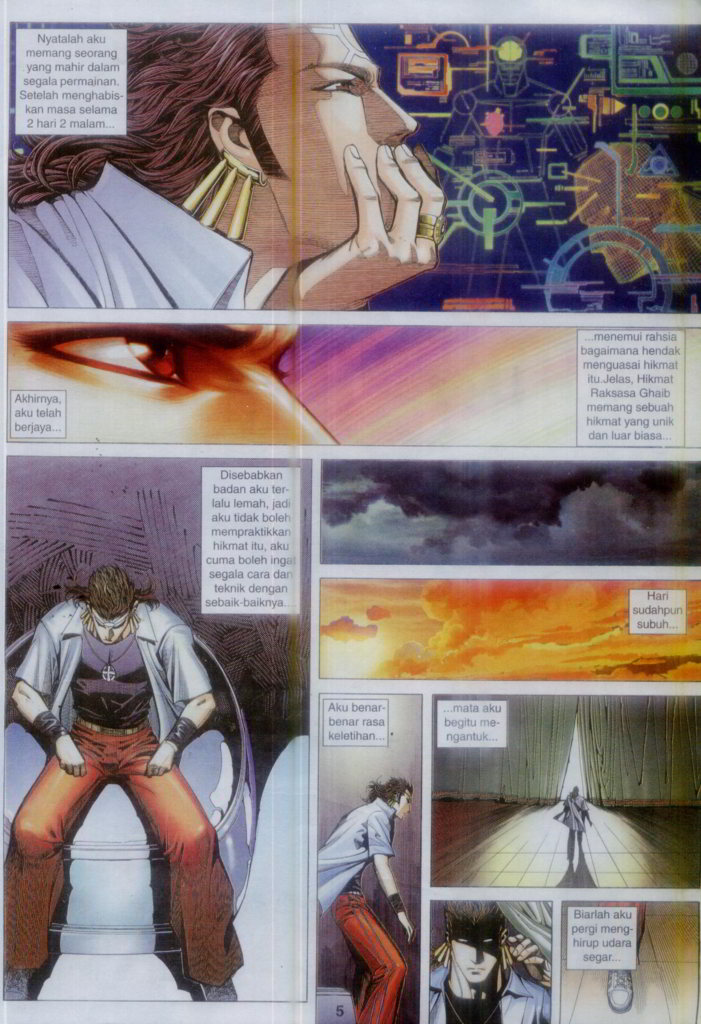 Nyatalah aku
memang seorang
yang mahir dalam
segala permainan.
Setelah menghabis-
kan masa selama
2 hari 2 malam...
...menemui rahsia
bagaimana hendak
menguasai hikmat
itu.Jelas, Hikmat
Raksasa Ghaib
memang sebuah
hikmat yang unik
dan luar biasa...
Akhirnya,
aku telah
berjaya...
Disebabkan
badan aku ter-
lalu lemah, jadi
aku tidak boleh
mempraktikkan
hikmat itu, aku
cuma boleh ingat
segala cara dan
teknik dengan
sebaik-baiknya...
Hari
sudahpun
subuh...
Aku benar-
benar rasa
keletihan...
...mata aku
begitu me-
ngantuk...
Biarlah aku
pergi meng-
hirup udara
segar...
5